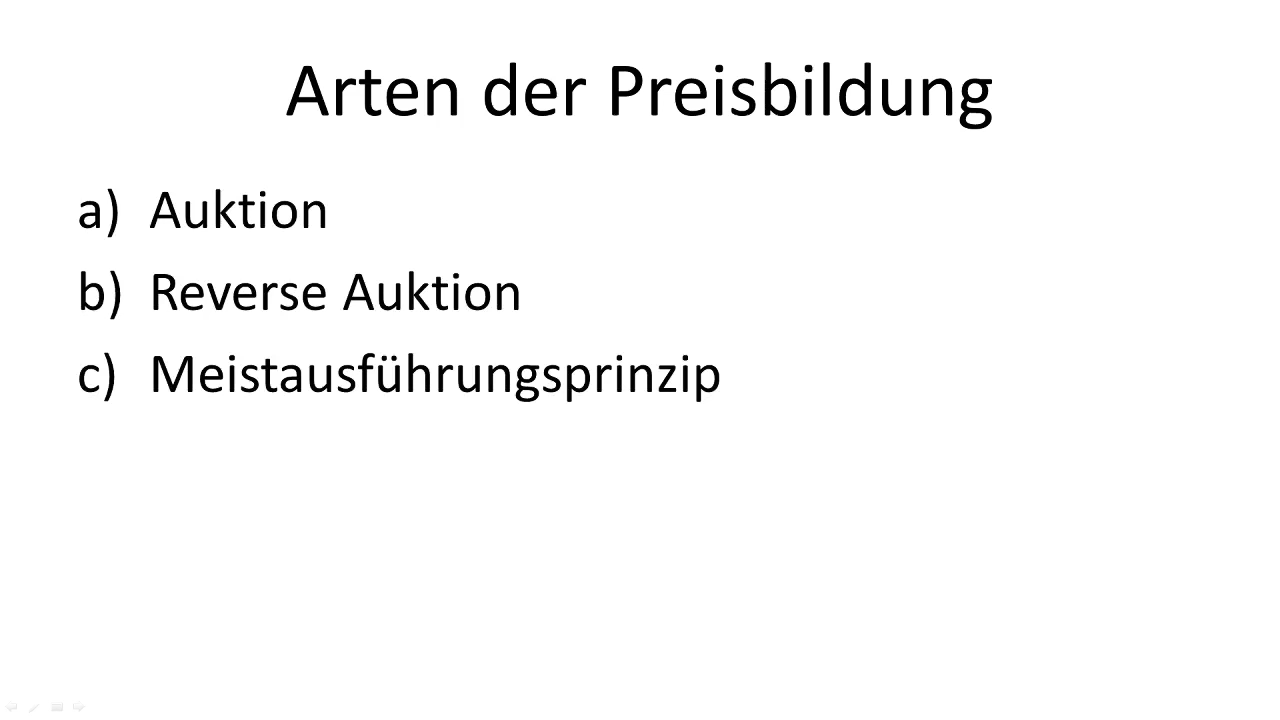 Arten der Preisbildung
a) Auktion
b) Reverse Auktion
c) Meistausführungsprinzip